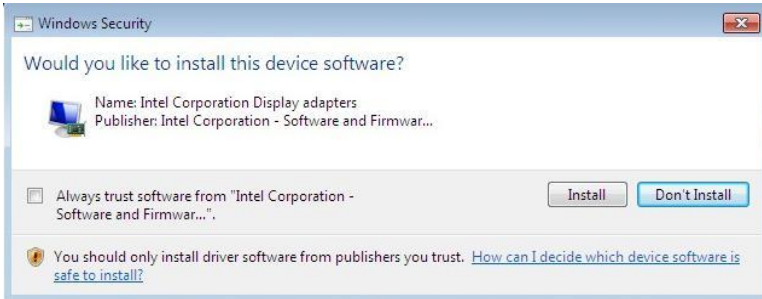 Windows Security
Would you like to install this device software?
Name: Intel Corporation Display adapters
Publisher: Intel Corporation - Software and Firmwar...
Always trust software from "Intel Corporation -
Software and Firmwar...".
Install
Don't Install
You should only install driver software from publishers you trust. How can I decide which device software is
safe to install?